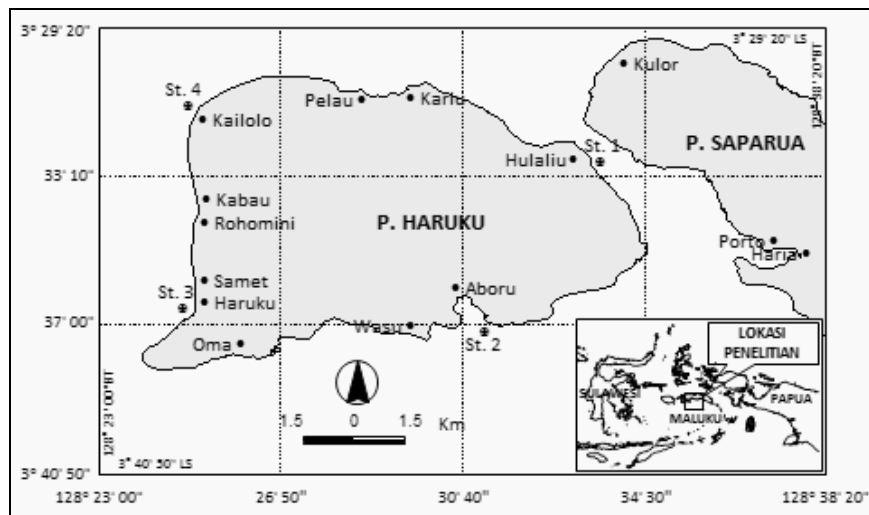 3° 29' 20"
3° 29' 20" LS
128° 38' 20"BT
Kulor
St. 4
Pelau
Kariu
Kailolo
Hulaliu
St. 1
P. SAPARUA
33' 10"
Kabau
Rohomini
P. HARUKU
Porto
Haria
Samet
St. 3
Haruku
Aboru
37' 00"
Wasu
St. 2
Oma
LOKASI
PENELITIAN
SULAWESI
PAPUA
MALUKU
1.5 0 1.5 Km
128° 23' 00"BT
3° 40' 50" LS
3° 40' 50"
128° 23' 00" 26' 50" 30' 40" 34' 30" 128° 38' 20"